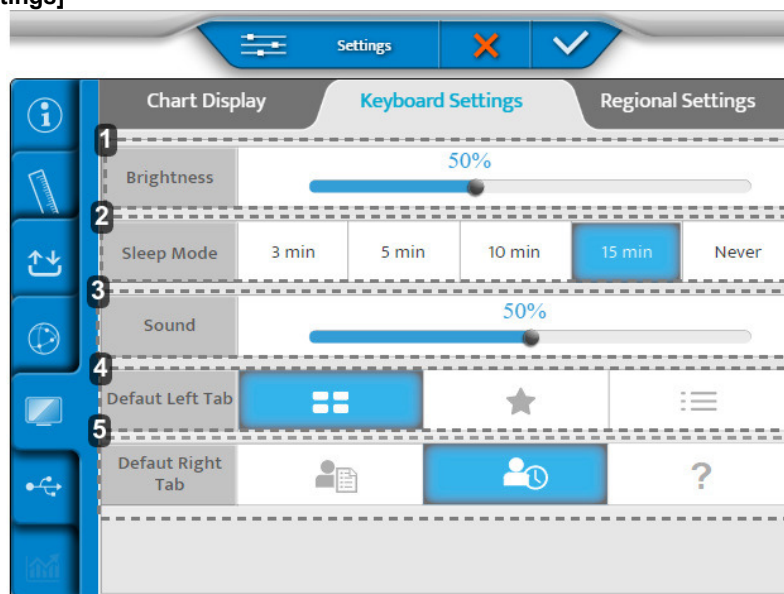 tings]
Settings
Chart Display
Keyboard Settings
Regional Settings
1
50%
Brightness
2
Sleep Mode
3 min
5 min
10 min
15 min
Never
3
50%
Sound
4
Defaut Left Tab
5
Defaut Right
Tab
?